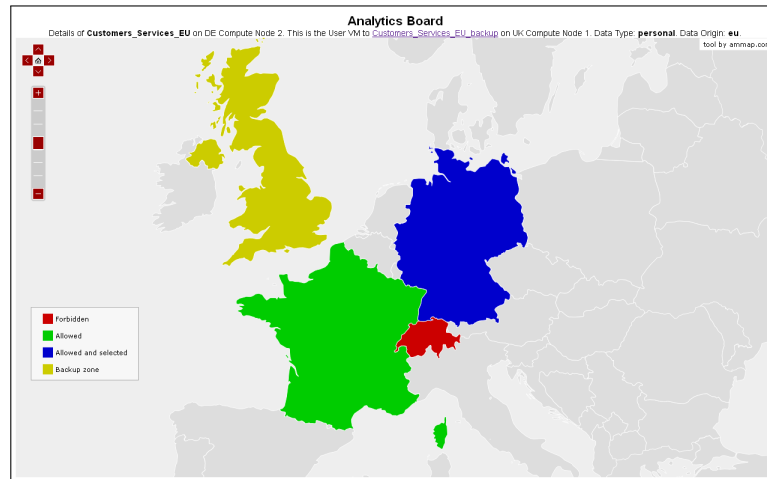 Analytics Board
Details of Customers_Services_EU on DE Compute Node 2. This is the User VM to Customers_Services_EU_backup on UK Compute Node 1. Data Type: personal. Data Origin: eu.
tool by ammap.com
Forbidden
Allowed
Allowed and selected
Backup zone